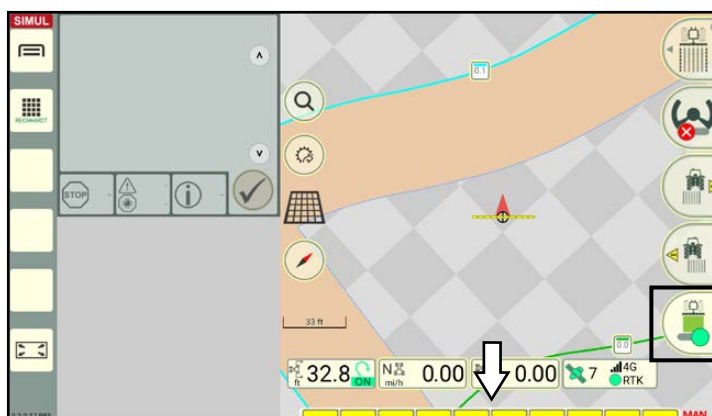 SIMUL
0.1
REICHHARDT
STOP
33 ft
0.0
32.8
ft
ON
N
mi/h
0.00
0.00
7
4G
RTK
MAN